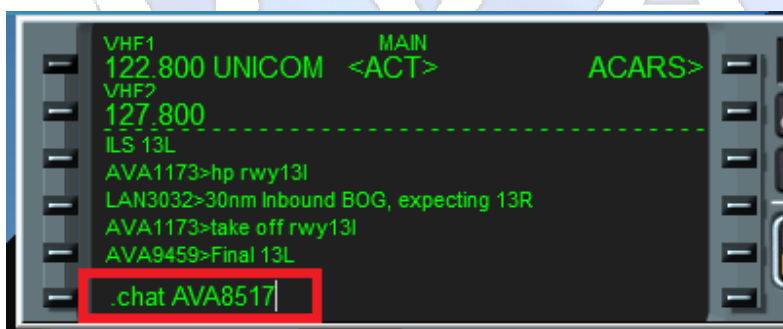 VHF1 MAIN
122.800 UNICOM <ACT> ACARS>
VHF2
127.800
ILS 13L
AVA1173>hp rwy13l
LAN3032>30nm Inbound BOG, expecting 13R
AVA1173>take off rwy13l
AVA9459>Final 13L
.chat AVA8517